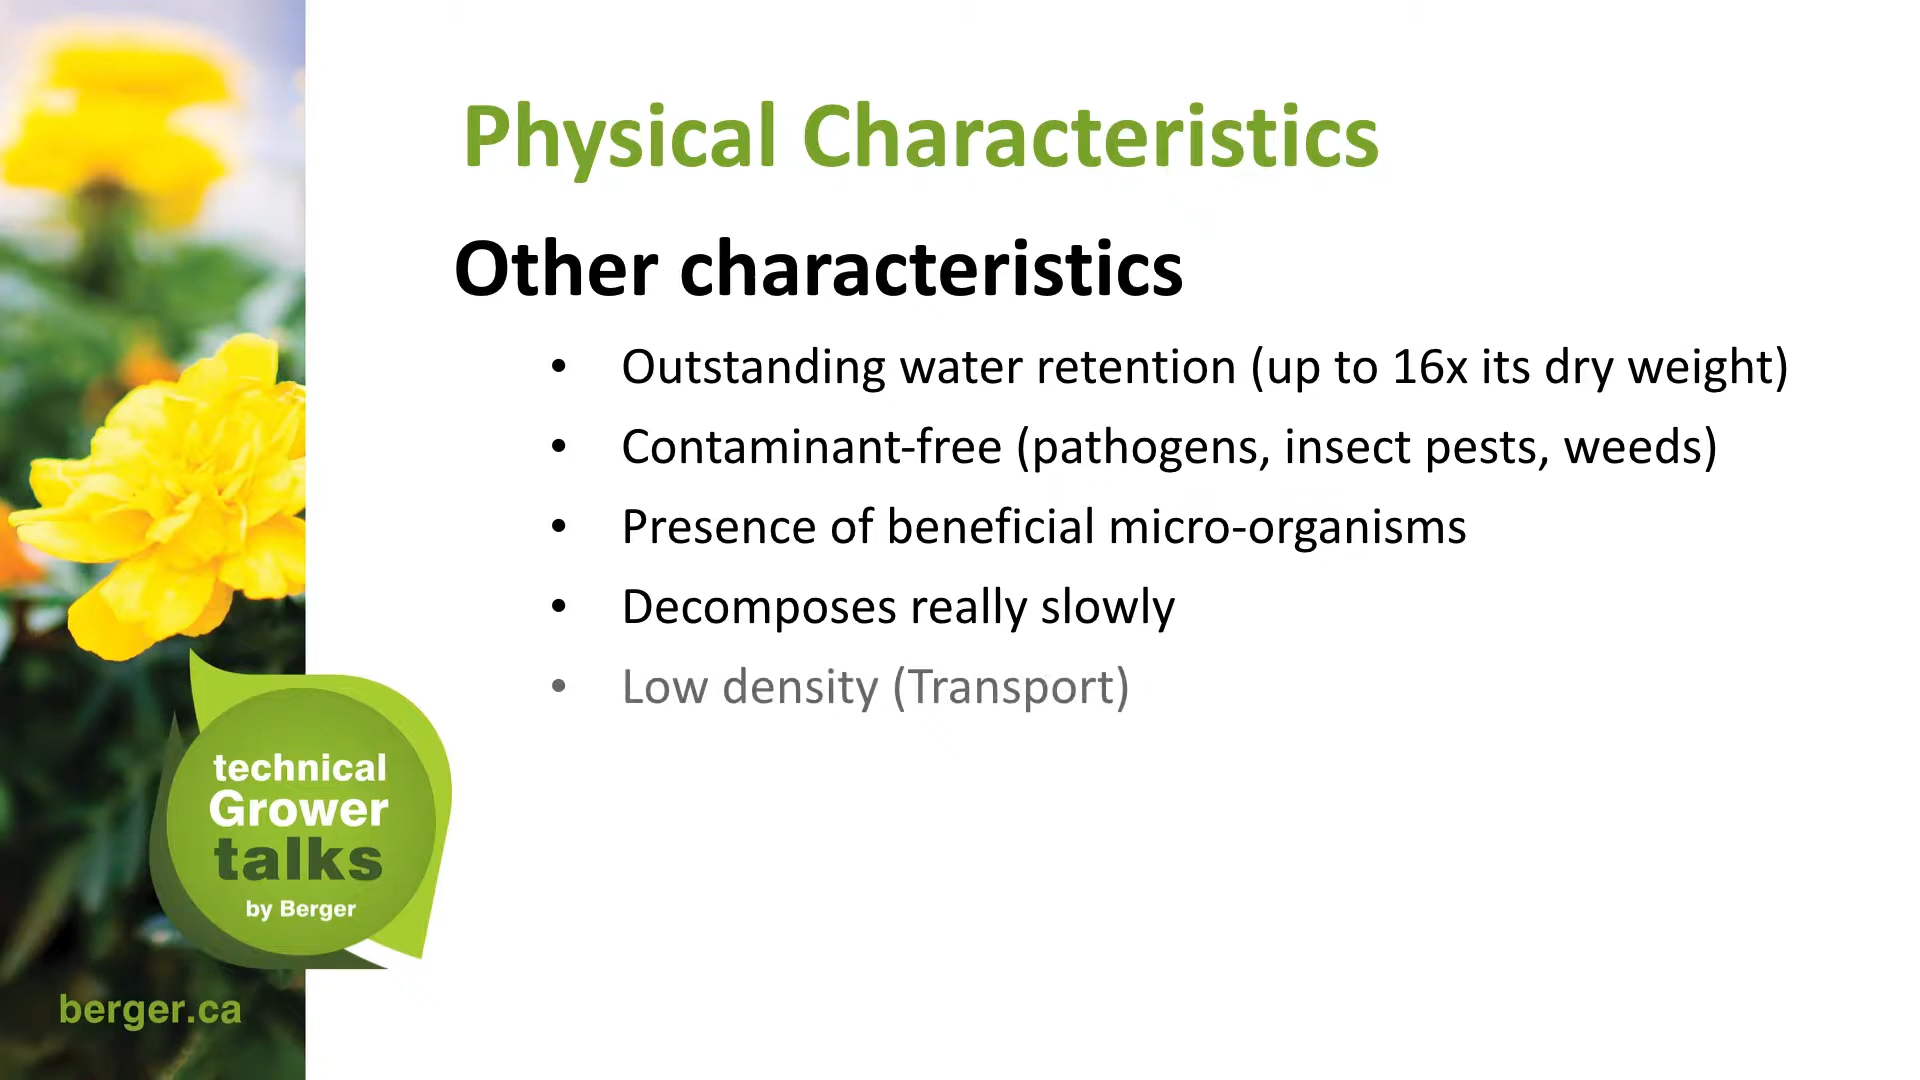 Physical Characteristics
Other characteristics
• Outstanding water retention (up to 16x its dry weight)
• Contaminant-free (pathogens, insect pests, weeds)
• Presence of beneficial micro-organisms
• Decomposes really slowly
• Low density (Transport)
technical
Grower
talks
by Berger
berger.ca